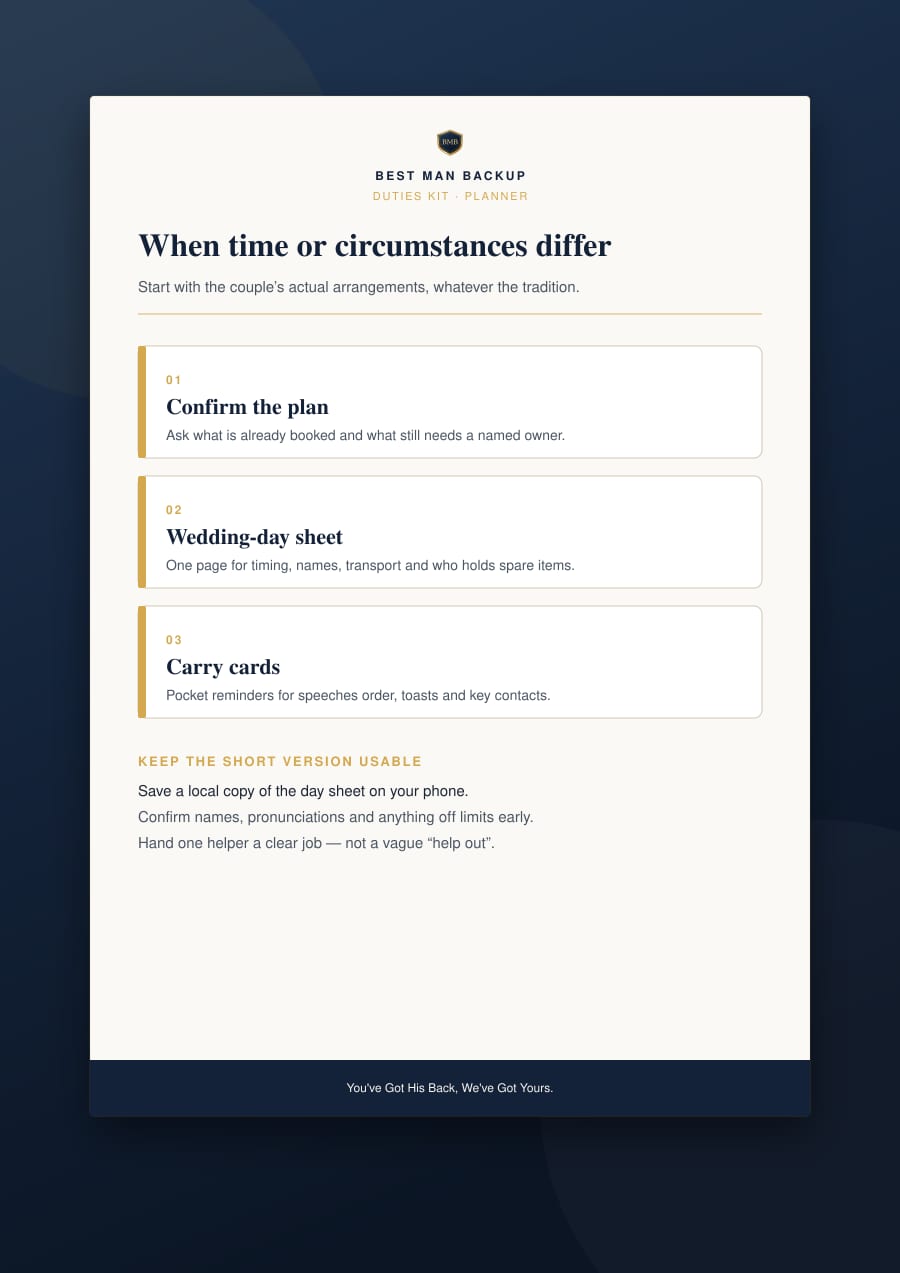 BMB
BEST MAN BACKUP
DUTIES KIT · PLANNER
When time or circumstances differ
Start with the couple's actual arrangements, whatever the tradition.
01
Confirm the plan
Ask what is already booked and what still needs a named owner.
02
Wedding-day sheet
One page for timing, names, transport and who holds spare items.
03
Carry cards
Pocket reminders for speeches order, toasts and key contacts.
KEEP THE SHORT VERSION USABLE
Save a local copy of the day sheet on your phone.
Confirm names, pronunciations and anything off limits early.
Hand one helper a clear job — not a vague “help out”.
You've Got His Back, We've Got Yours.